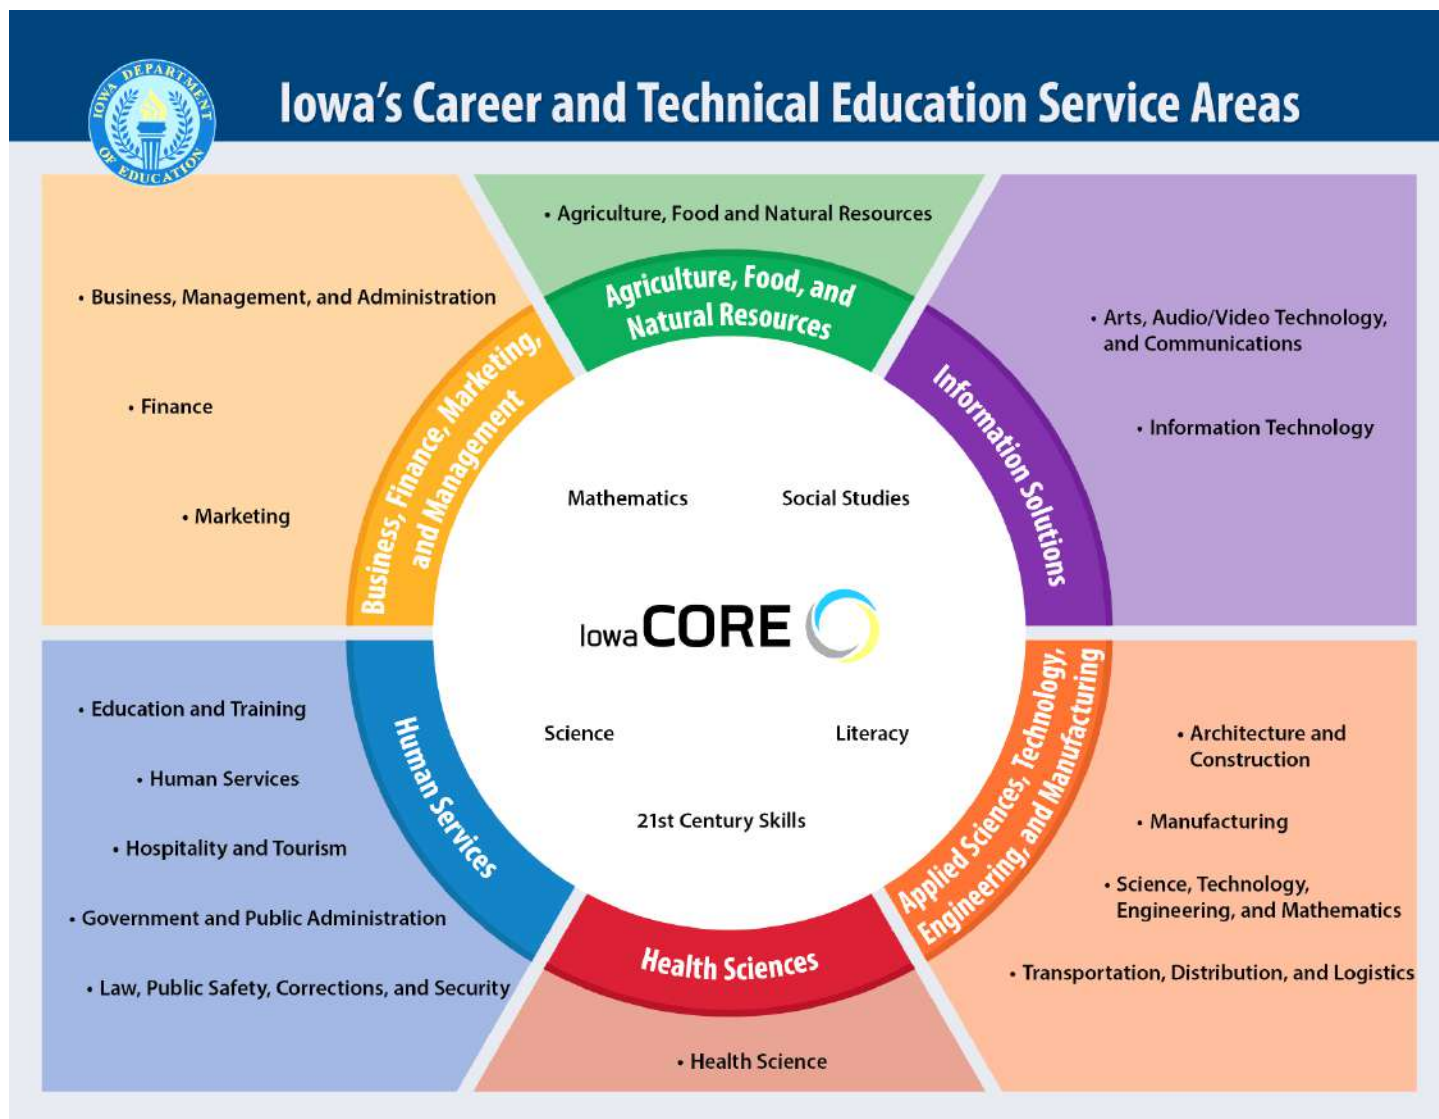 IOWA DEPARTMENT
OF EDUCATION
Iowa's Career and Technical Education Service Areas
• Agriculture, Food and Natural Resources
Agriculture, Food, and
Natural Resources
• Business, Management, and Administration
• Finance
• Marketing
Business, Finance, Marketing,
and Management
Information Solutions
• Arts, Audio/Video Technology,
and Communications
• Information Technology
Mathematics
Social Studies
Iowa CORE
Science
Literacy
21st Century Skills
• Education and Training
• Human Services
• Hospitality and Tourism
• Government and Public Administration
• Law, Public Safety, Corrections, and Security
Human Services
Applied Sciences, Technology,
Engineering, and Manufacturing
• Architecture and
Construction
• Manufacturing
• Science, Technology,
Engineering, and Mathematics
• Transportation, Distribution, and Logistics
Health Sciences
• Health Science